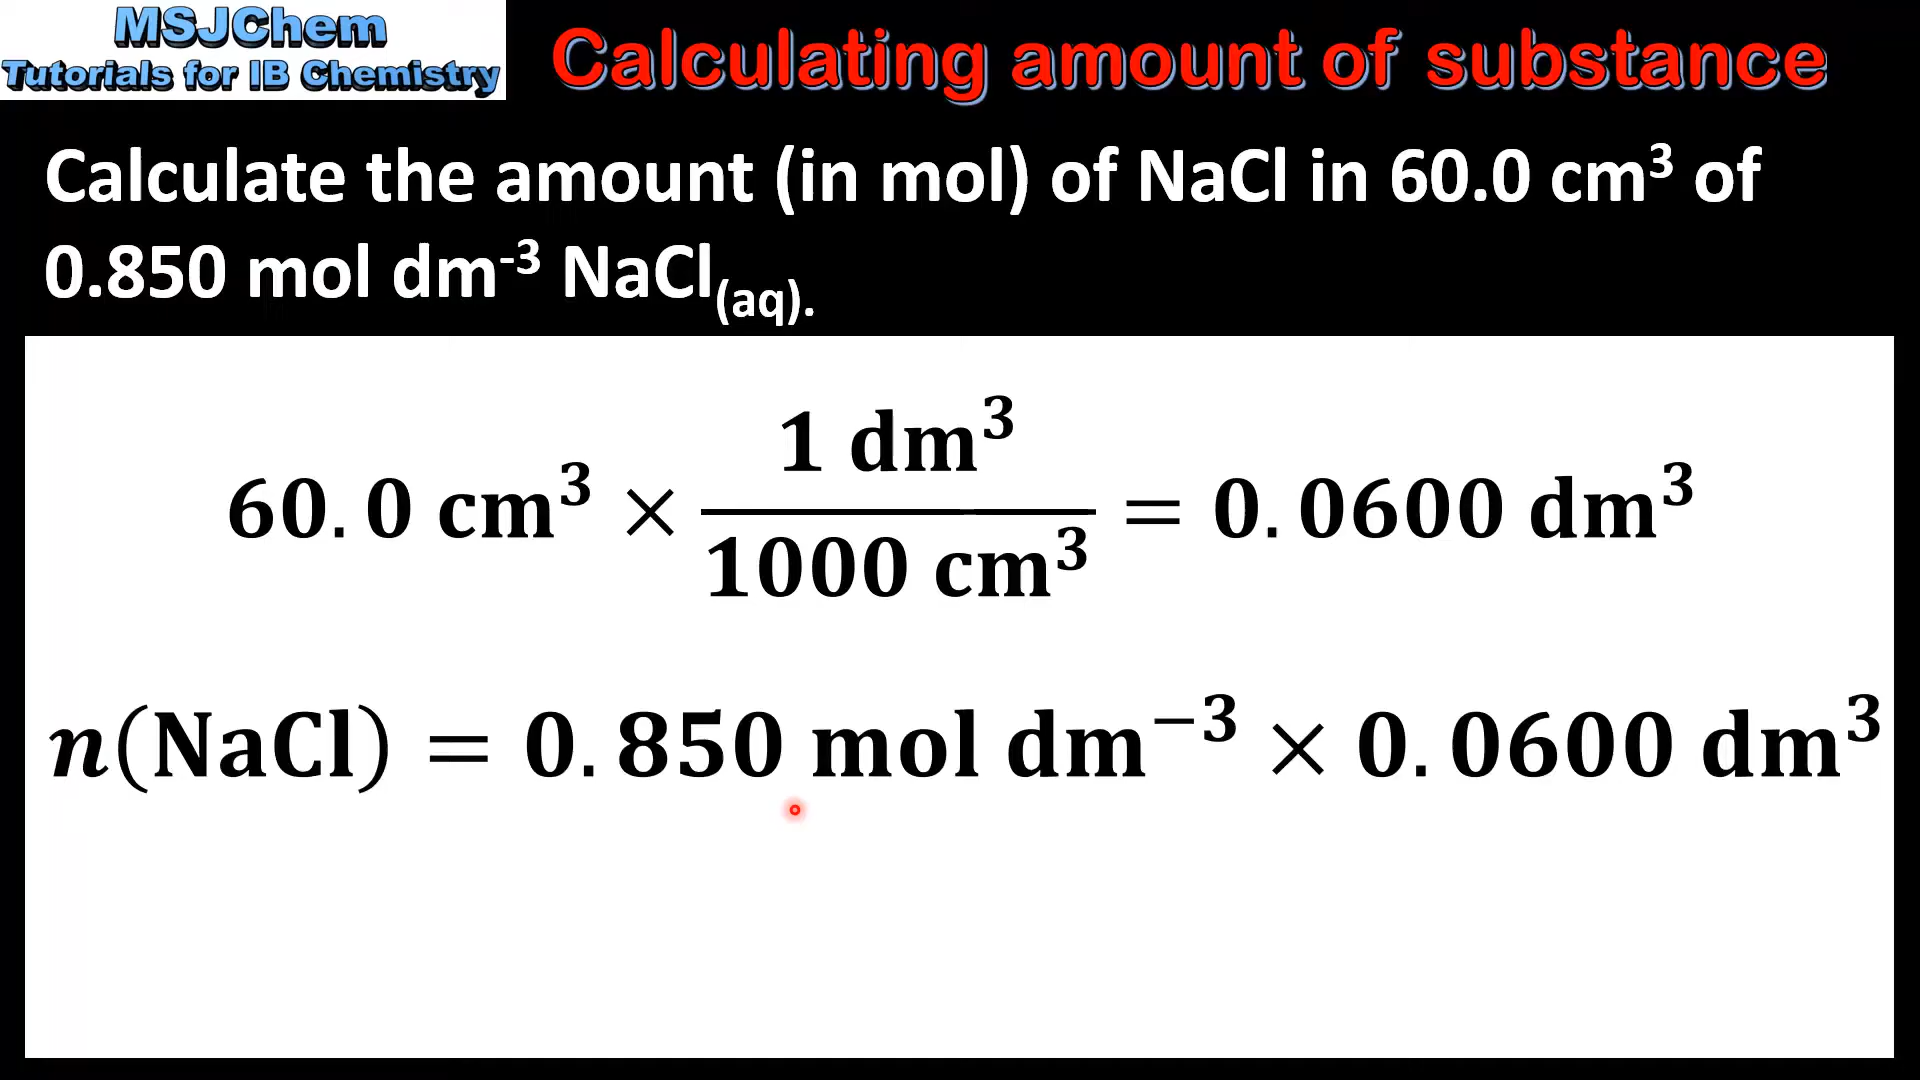 MSJChem
Tutorials for IB Chemistry
Calculating amount of substance
Calculate the amount (in mol) of NaCl in 60.0 cm³ of
0.850 mol dm⁻³ NaCl₍aq₎.
60.0 cm³ × 1 dm³ / 1000 cm³ = 0.0600 dm³
n(NaCl) = 0.850 mol dm⁻³ × 0.0600 dm³